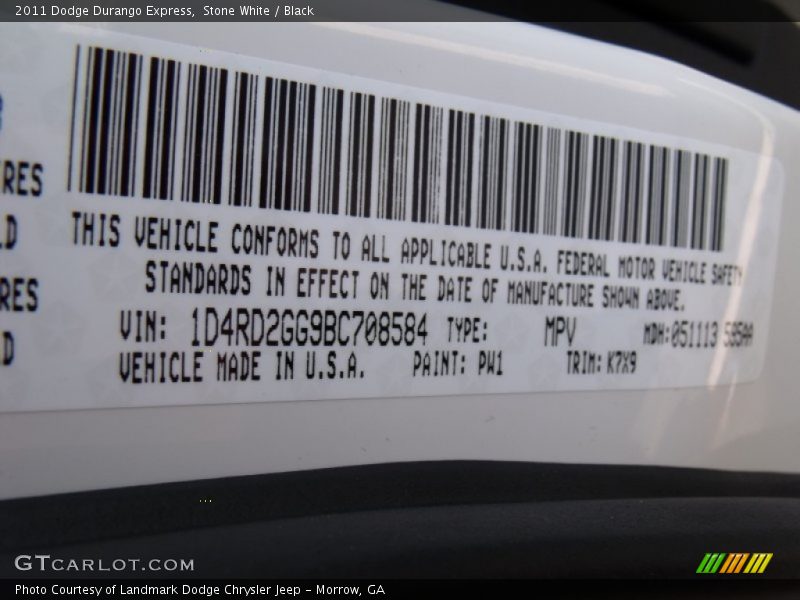 2011 Dodge Durango Express, Stone White / Black
RES
LD
RES
D
THIS VEHICLE CONFORMS TO ALL APPLICABLE U.S.A. FEDERAL MOTOR VEHICLE SAFETY
STANDARDS IN EFFECT ON THE DATE OF MANUFACTURE SHOWN ABOVE.
VIN: 1D4RD2GG9BC708584 TYPE: MPV MDH: 051113 595AA
VEHICLE MADE IN U.S.A. PAINT: PW1 TRIM: K7X9
GTCARLOT.COM
Photo Courtesy of Landmark Dodge Chrysler Jeep - Morrow, GA